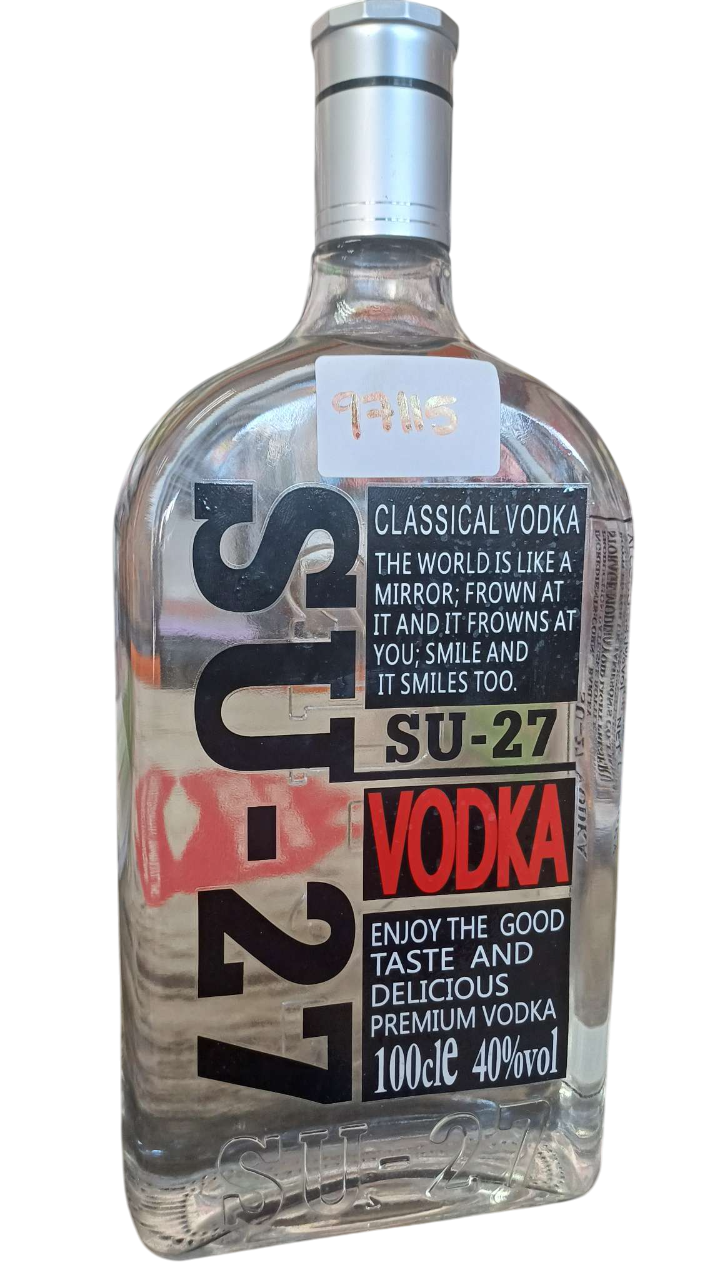 97115
SU-27
CLASSICAL VODKA
THE WORLD IS LIKE A
MIRROR; FROWN AT
IT AND IT FROWNS AT
YOU; SMILE AND
IT SMILES TOO.
SU-27
VODKA
ENJOY THE GOOD
TASTE AND
DELICIOUS
PREMIUM VODKA
100cle 40%vol
SU-27